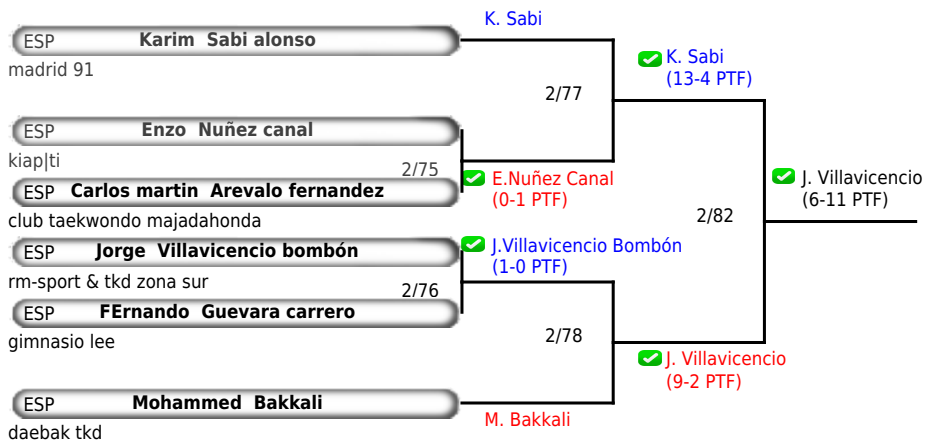 K. Sabi
ESP Karim Sabi alonso
madrid 91
K. Sabi
(13-4 PTF)
2/77
ESP Enzo Nuñez canal
kiap|ti
2/75
E.Nuñez Canal
(0-1 PTF)
ESP Carlos martin Arevalo fernandez
club taekwondo majadahonda
J. Villavicencio
(6-11 PTF)
2/82
ESP Jorge Villavicencio bombón
rm-sport & tkd zona sur
J.Villavicencio Bombón
(1-0 PTF)
2/76
ESP FErnando Guevara carrero
gimnasio lee
2/78
J. Villavicencio
(9-2 PTF)
ESP Mohammed Bakkali
daebak tkd
M. Bakkali